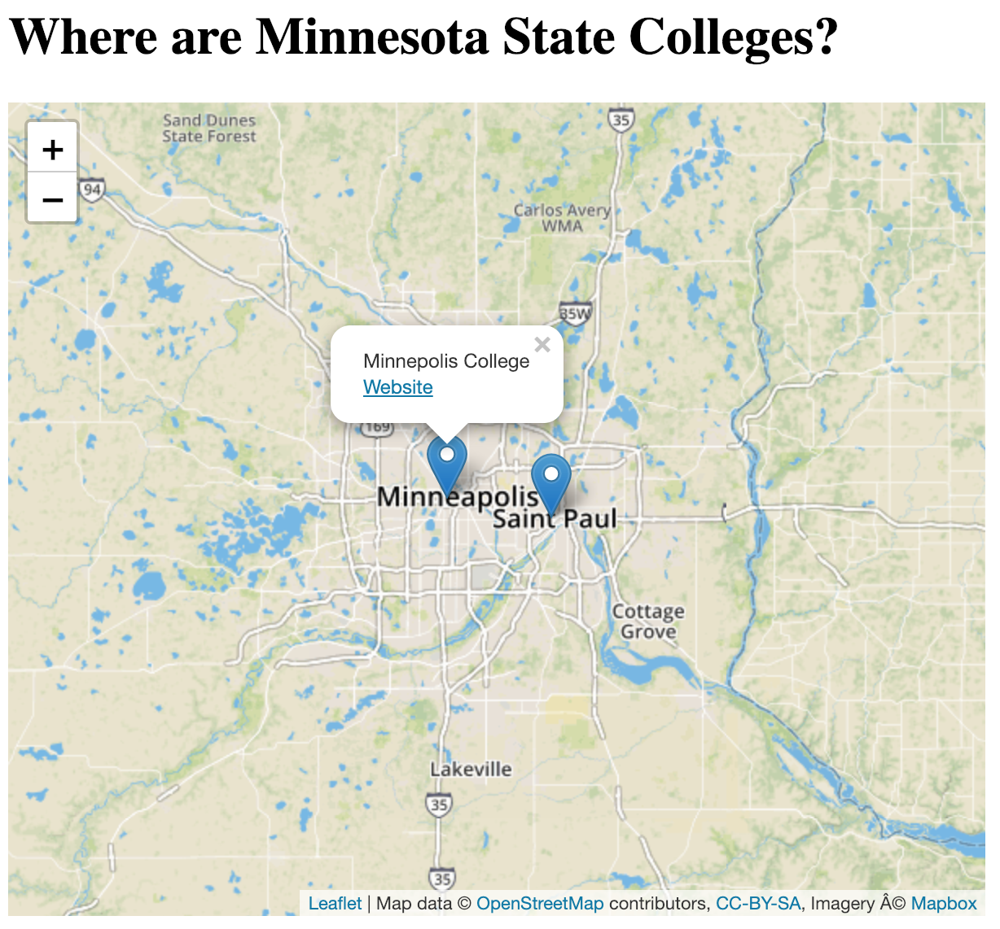 Where are Minnesota State Colleges?
Sand Dunes
State Forest
35
+
−
94
Carlos Avery
WMA
35W
Minnepolis College
×
Website
169
Minneapolis
Saint Paul
Cottage
Grove
Lakeville
35
35
Leaflet | Map data © OpenStreetMap contributors, CC-BY-SA, Imagery Â© Mapbox